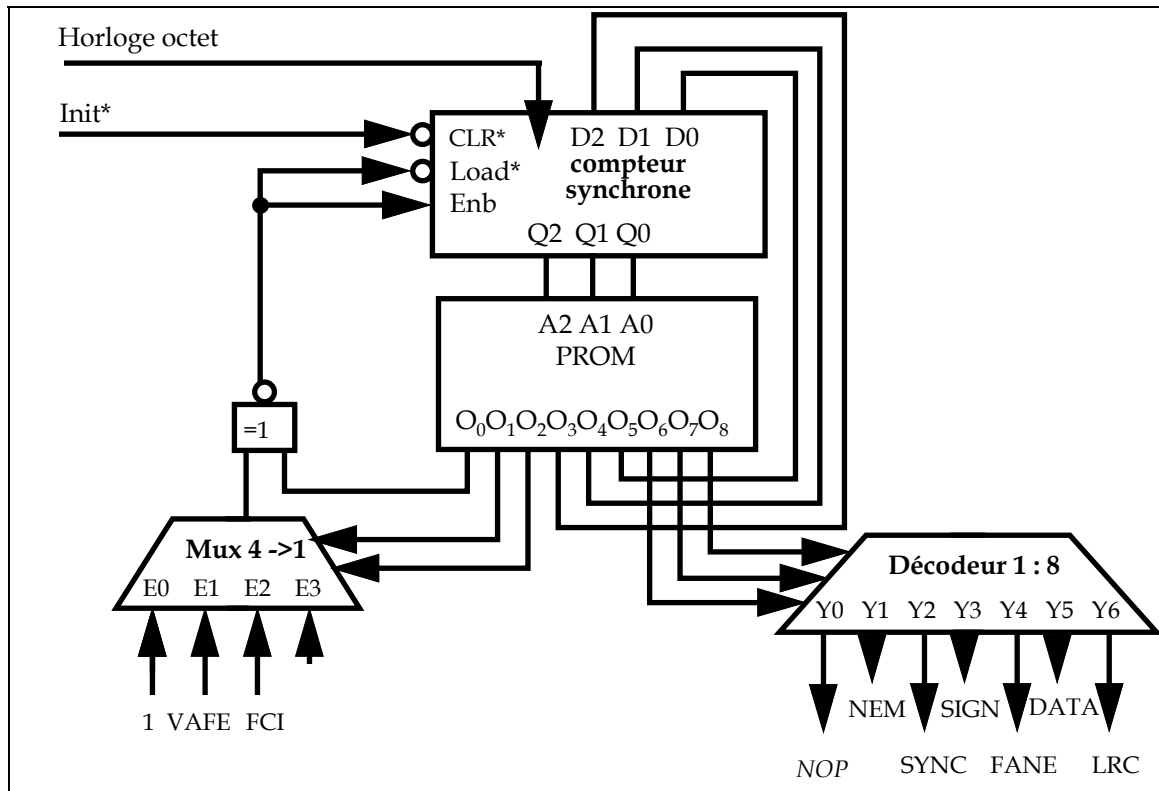 Horloge octet
Init*
CLR*
D2 D1 D0
Load*
compteur
synchrone
Enb
Q2 Q1 Q0
A2 A1 A0
PROM
O0O1O2O3O4O5O6O7O8
=1
Mux 4 ->1
E0 E1 E2 E3
1 VAFE FCI
Décodeur 1 : 8
Y0 Y1 Y2 Y3 Y4 Y5 Y6
NEM SIGN DATA
NOP SYNC FANE LRC